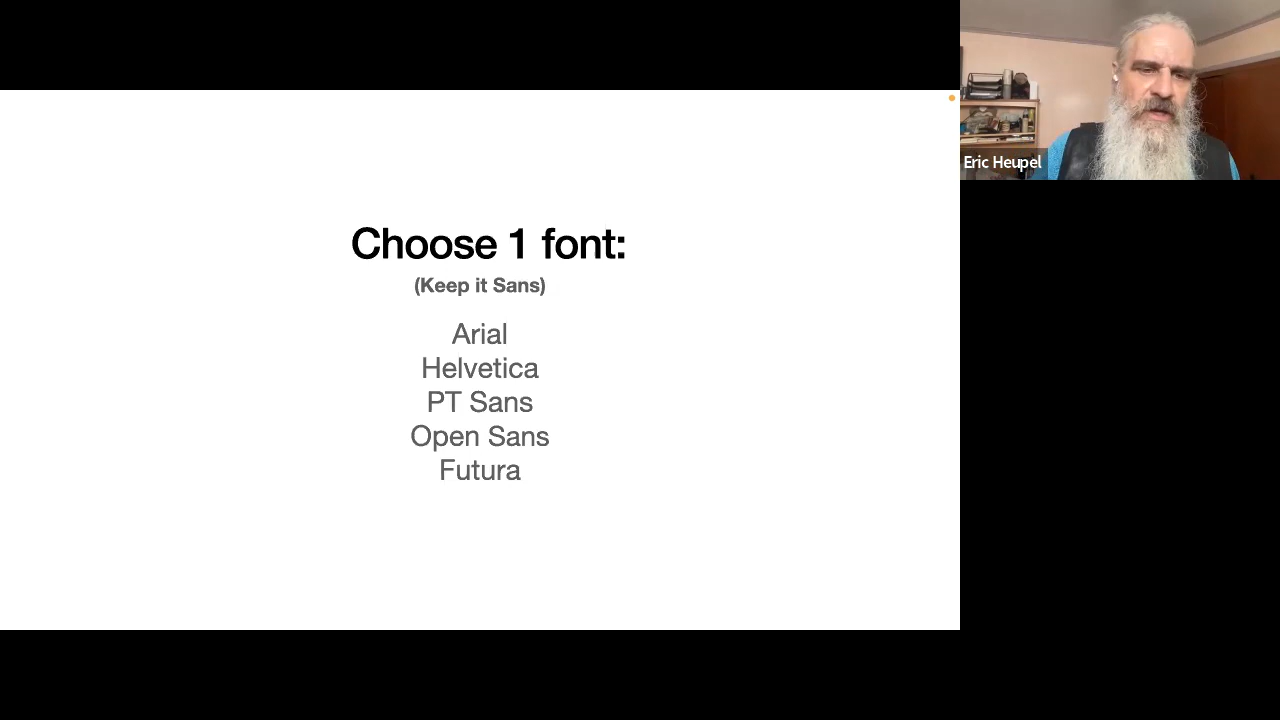 Choose 1 font:
(Keep it Sans)
Arial
Helvetica
PT Sans
Open Sans
Futura
Eric Heupel